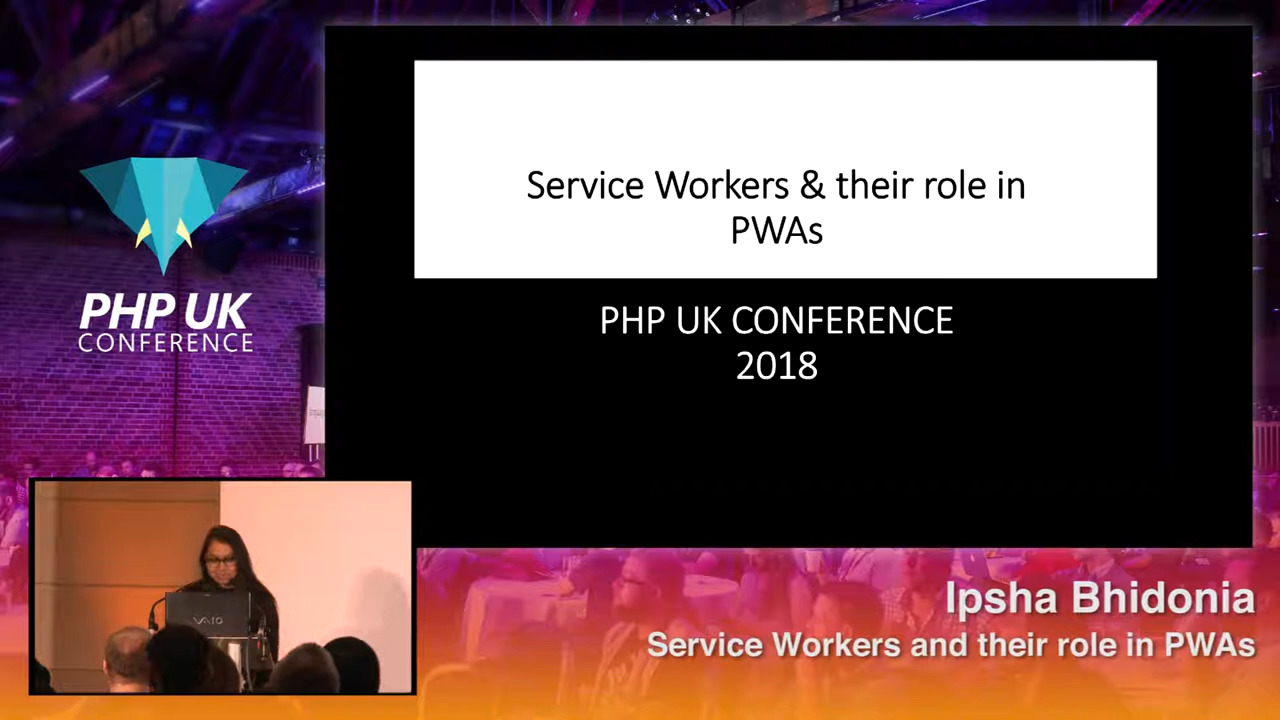 Service Workers & their role in
PWAs
PHP UK CONFERENCE
2018
PHP UK
CONFERENCE
VAIO
Ipsha Bhidonia
Service Workers and their role in PWAs